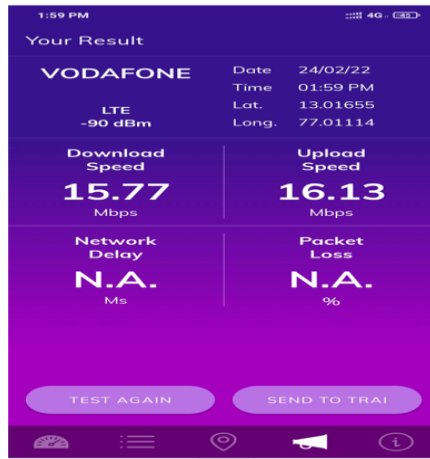 1:59 PM
4G 45
Your Result
VODAFONE
LTE
-90 dBm
Date 24/02/22
Time 01:59 PM
Lat. 13.01655
Long. 77.01114
Download
Speed
15.77
Mbps
Upload
Speed
16.13
Mbps
Network
Delay
N.A.
Ms
Packet
Loss
N.A.
%
TEST AGAIN
SEND TO TRAI